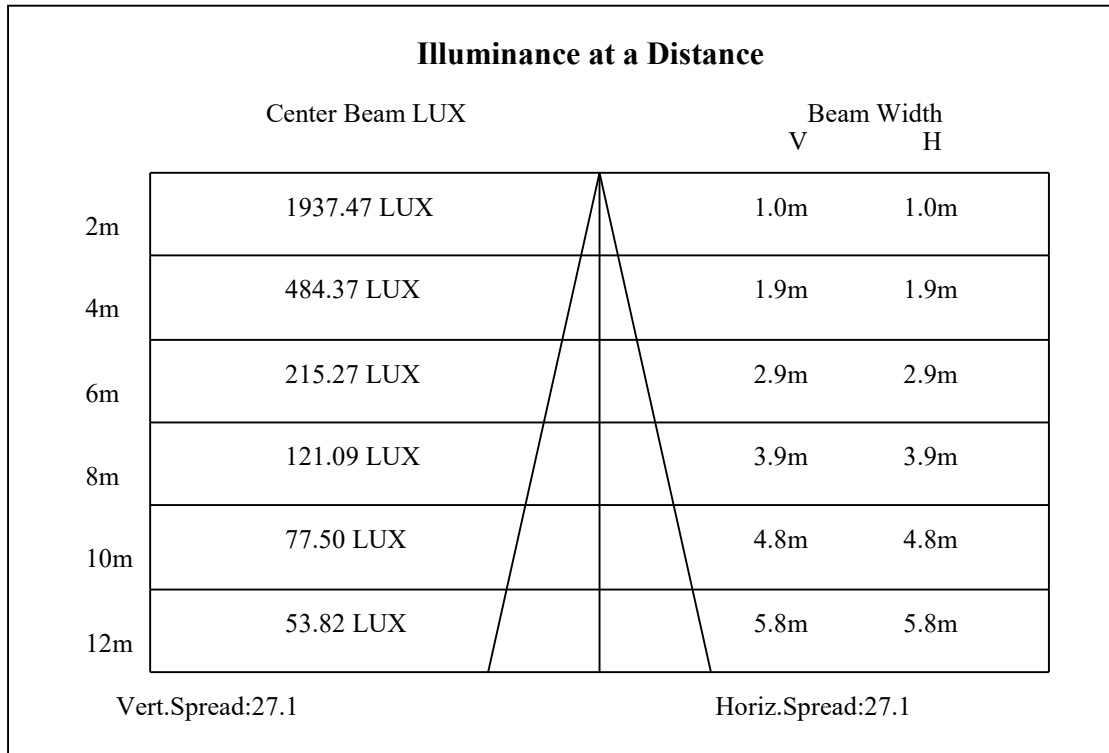 Illuminance at a Distance
Center Beam LUX Beam Width
V H
2m 1937.47 LUX 1.0m 1.0m
4m 484.37 LUX 1.9m 1.9m
6m 215.27 LUX 2.9m 2.9m
8m 121.09 LUX 3.9m 3.9m
10m 77.50 LUX 4.8m 4.8m
12m 53.82 LUX 5.8m 5.8m
Vert.Spread:27.1 Horiz.Spread:27.1